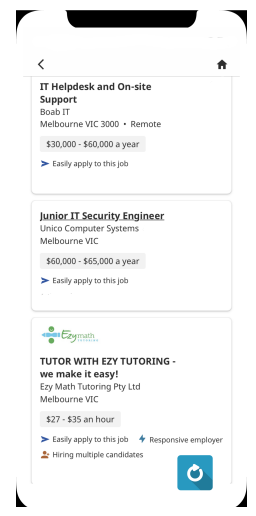 IT Helpdesk and On-site
Support
Boab IT
Melbourne VIC 3000 • Remote
$30,000 - $60,000 a year
Easily apply to this job
Junior IT Security Engineer
Unico Computer Systems
Melbourne VIC
$60,000 - $65,000 a year
Easily apply to this job
Ezymath
TUTOR WITH EZY TUTORING -
we make it easy!
Ezy Math Tutoring Pty Ltd
Melbourne VIC
$27 - $35 an hour
Easily apply to this job Responsive employer
Hiring multiple candidates